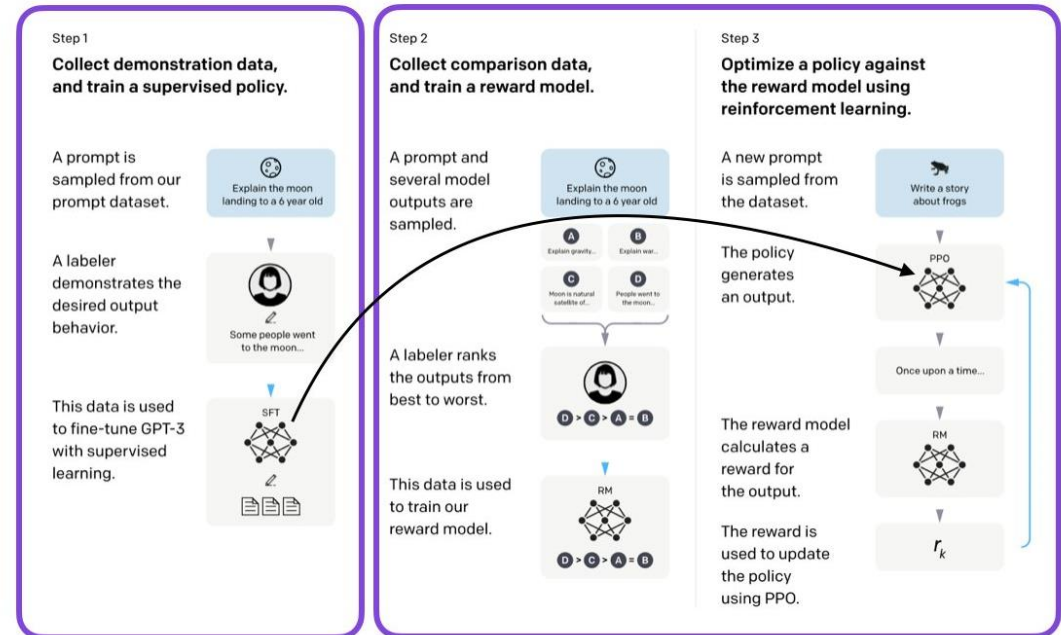 Step 1
Collect demonstration data,
and train a supervised policy.
A prompt is
sampled from our
prompt dataset.
Explain the moon
landing to a 6 year old
A labeler
demonstrates the
desired output
behavior.
Some people went
to the moon...
This data is used
to fine-tune GPT-3
with supervised
learning.
SFT
Step 2
Collect comparison data,
and train a reward model.
A prompt and
several model
outputs are
sampled.
Explain the moon
landing to a 6 year old
A
Explain gravity...
B
Explain war...
C
Moon is natural
satellite of...
D
People went to
the moon...
A labeler ranks
the outputs from
best to worst.
D > C > A = B
This data is used
to train our
reward model.
RM
D > C > A = B
Step 3
Optimize a policy against
the reward model using
reinforcement learning.
A new prompt
is sampled from
the dataset.
Write a story
about frogs
The policy
generates
an output.
PPO
Once upon a time...
The reward model
calculates a
reward for
the output.
RM
The reward is
used to update
the policy
using PPO.
rk